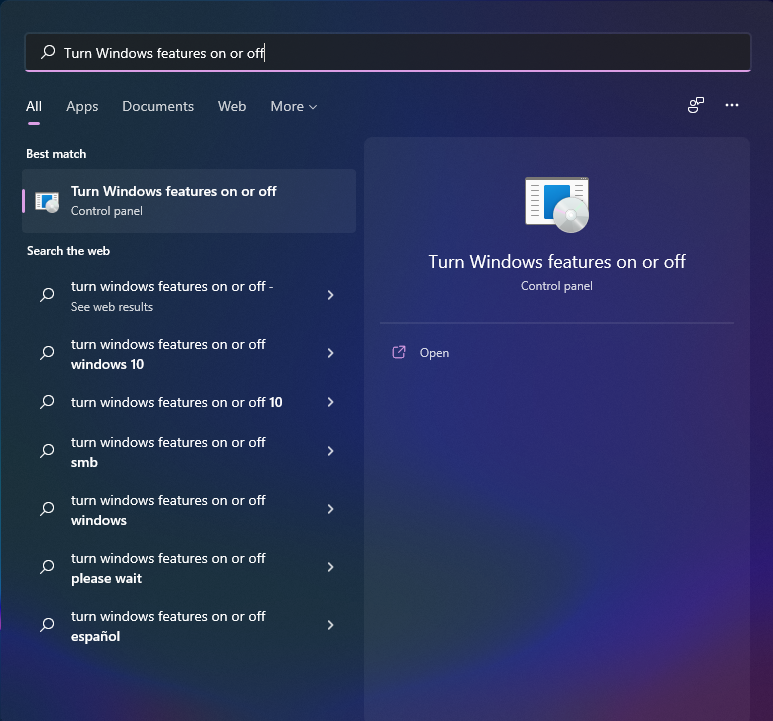 Turn Windows features on or off
All
Apps
Documents
Web
More
Best match
Turn Windows features on or off
Control panel
Search the web
turn windows features on or off -
See web results
turn windows features on or off
windows 10
turn windows features on or off 10
turn windows features on or off
smb
turn windows features on or off
windows
turn windows features on or off
please wait
turn windows features on or off
español
Turn Windows features on or off
Control panel
Open